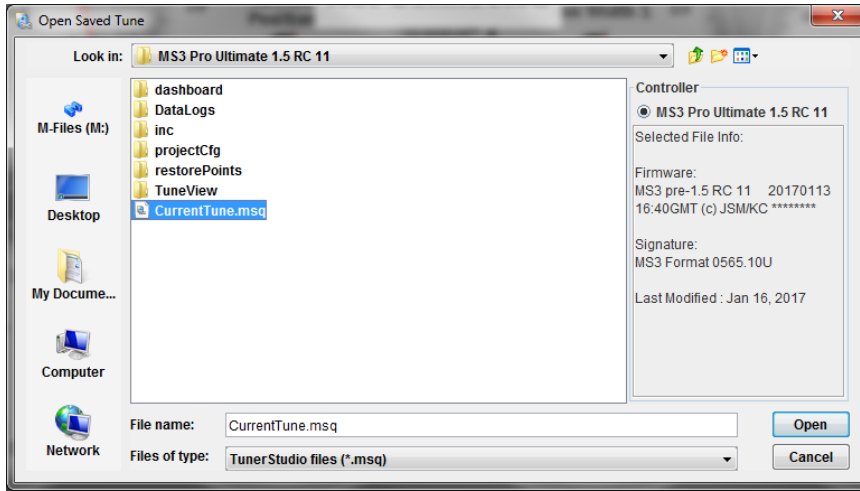 Open Saved Tune
Look in: MS3 Pro Ultimate 1.5 RC 11
M-Files (M:)
Desktop
My Docume...
Computer
Network
dashboard
DataLogs
inc
projectCfg
restorePoints
TuneView
CurrentTune.msq
Controller
MS3 Pro Ultimate 1.5 RC 11
Selected File Info:
Firmware:
MS3 pre-1.5 RC 11 20170113
16:40GMT (c) JSM/KC ********
Signature:
MS3 Format 0565.10U
Last Modified : Jan 16, 2017
File name: CurrentTune.msq
Open
Files of type: TunerStudio files (*.msq)
Cancel